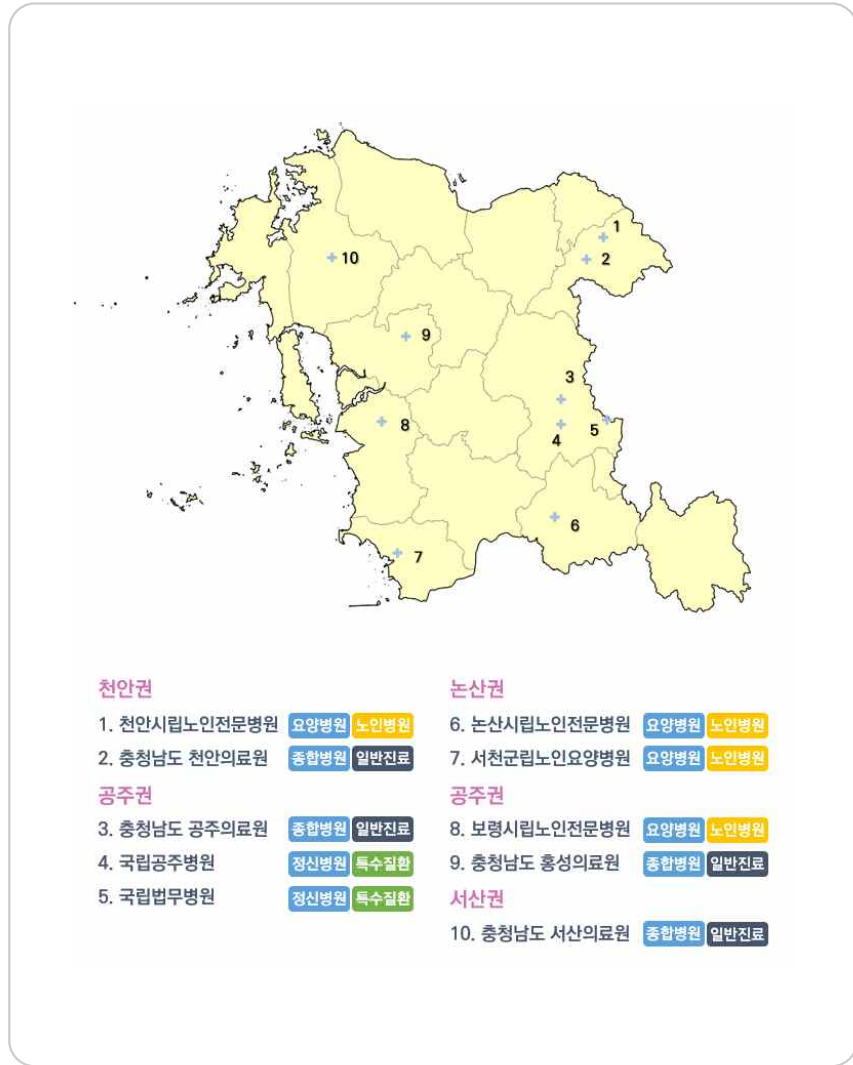 1
2
10
9
3
8
4
5
6
7
천안권
1. 천안시립노인전문병원 요양병원 노인병원
2. 충청남도 천안의료원 종합병원 일반진료
공주권
3. 충청남도 공주의료원 종합병원 일반진료
4. 국립공주병원 정신병원 특수질환
5. 국립법무병원 정신병원 특수질환
논산권
6. 논산시립노인전문병원 요양병원 노인병원
7. 서천군립노인요양병원 요양병원 노인병원
공주권
8. 보령시립노인전문병원 요양병원 노인병원
9. 충청남도 홍성의료원 종합병원 일반진료
서산권
10. 충청남도 서산의료원 종합병원 일반진료